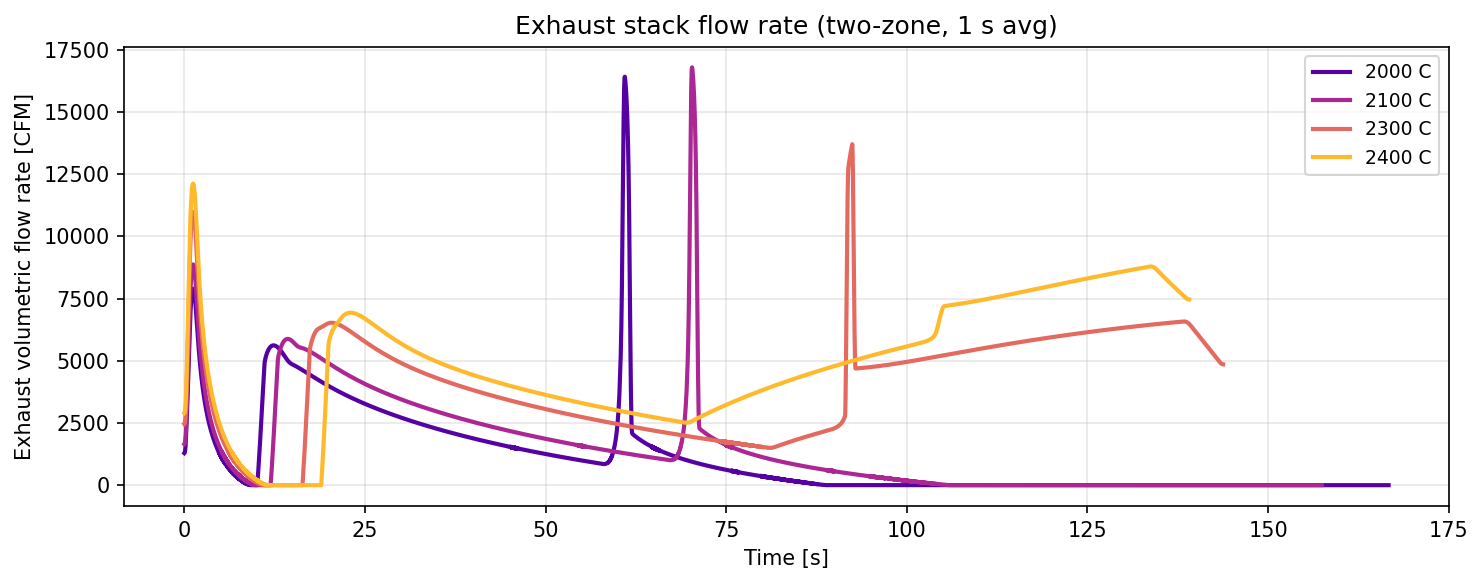 Exhaust stack flow rate (two-zone, 1 s avg)
Exhaust volumetric flow rate [CFM]
17500
15000
12500
10000
7500
5000
2500
0
2000 C
2100 C
2300 C
2400 C
0 25 50 75 100 125 150 175
Time [s]